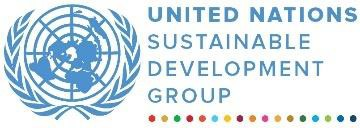 UNITED NATIONS
SUSTAINABLE
DEVELOPMENT
GROUP